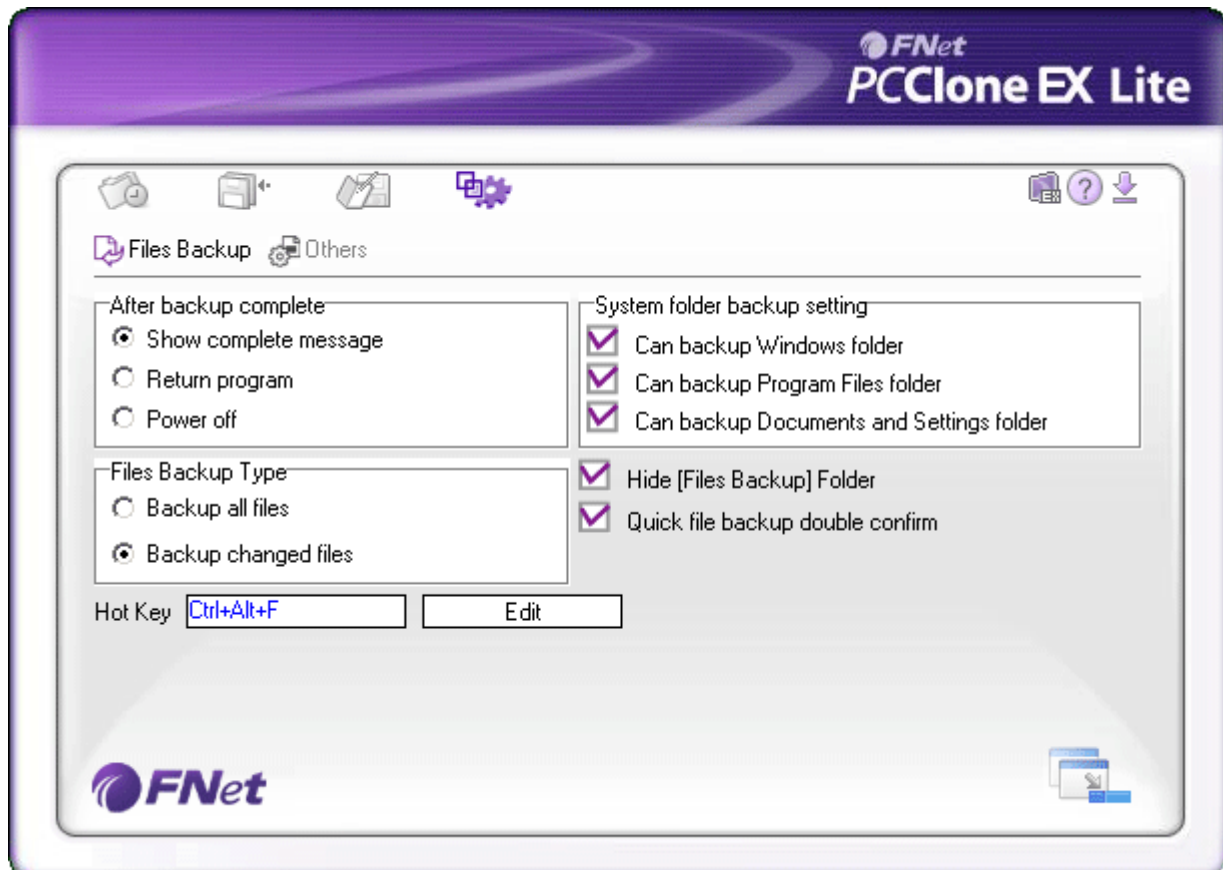 FNet
PCClone EX Lite
Files Backup
Others
After backup complete
Show complete message
Return program
Power off
System folder backup setting
Can backup Windows folder
Can backup Program Files folder
Can backup Documents and Settings folder
Files Backup Type
Backup all files
Backup changed files
Hide [Files Backup] Folder
Quick file backup double confirm
Hot Key
Ctrl+Alt+F
Edit
FNet